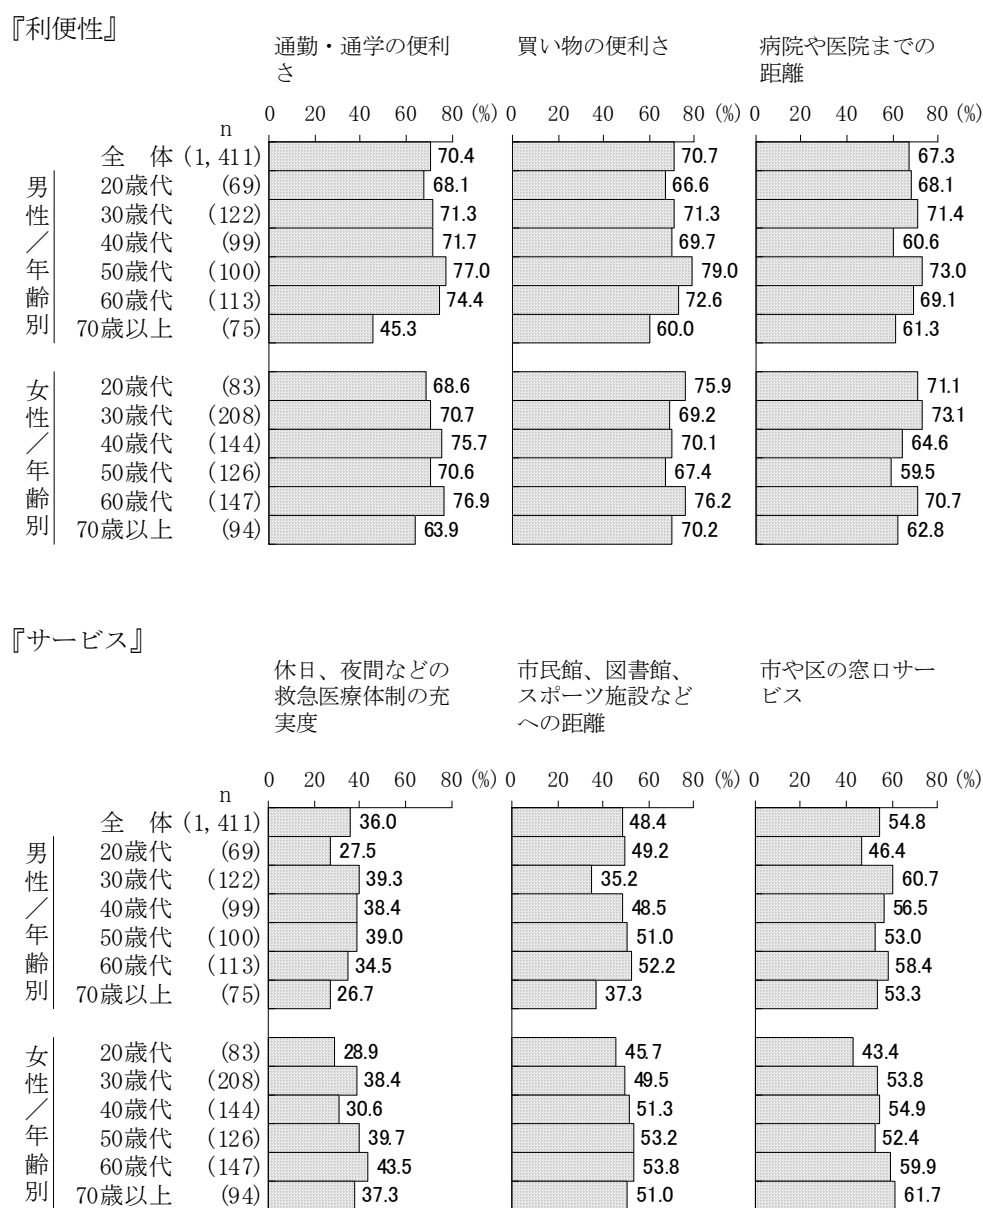 『利便性』
通勤・通学の便利
さ
買い物の便利さ
病院や医院までの
距離
0 20 40 60 80 (%) 0 20 40 60 80 (%) 0 20 40 60 80 (%)
n
全 体 (1,411) 70.4 70.7 67.3
男性／年齢別
20歳代 (69) 68.1 66.6 68.1
30歳代 (122) 71.3 71.3 71.4
40歳代 (99) 71.7 69.7 60.6
50歳代 (100) 77.0 79.0 73.0
60歳代 (113) 74.4 72.6 69.1
70歳以上 (75) 45.3 60.0 61.3
女性／年齢別
20歳代 (83) 68.6 75.9 71.1
30歳代 (208) 70.7 69.2 73.1
40歳代 (144) 75.7 70.1 64.6
50歳代 (126) 70.6 67.4 59.5
60歳代 (147) 76.9 76.2 70.7
70歳以上 (94) 63.9 70.2 62.8
『サービス』
休日、夜間などの
救急医療体制の充
実度
市民館、図書館、
スポーツ施設など
への距離
市や区の窓口サー
ビス
0 20 40 60 80 (%) 0 20 40 60 80 (%) 0 20 40 60 80 (%)
n
全 体 (1,411) 36.0 48.4 54.8
男性／年齢別
20歳代 (69) 27.5 49.2 46.4
30歳代 (122) 39.3 35.2 60.7
40歳代 (99) 38.4 48.5 56.5
50歳代 (100) 39.0 51.0 53.0
60歳代 (113) 34.5 52.2 58.4
70歳以上 (75) 26.7 37.3 53.3
女性／年齢別
20歳代 (83) 28.9 45.7 43.4
30歳代 (208) 38.4 49.5 53.8
40歳代 (144) 30.6 51.3 54.9
50歳代 (126) 39.7 53.2 52.4
60歳代 (147) 43.5 53.8 59.9
70歳以上 (94) 37.3 51.0 61.7